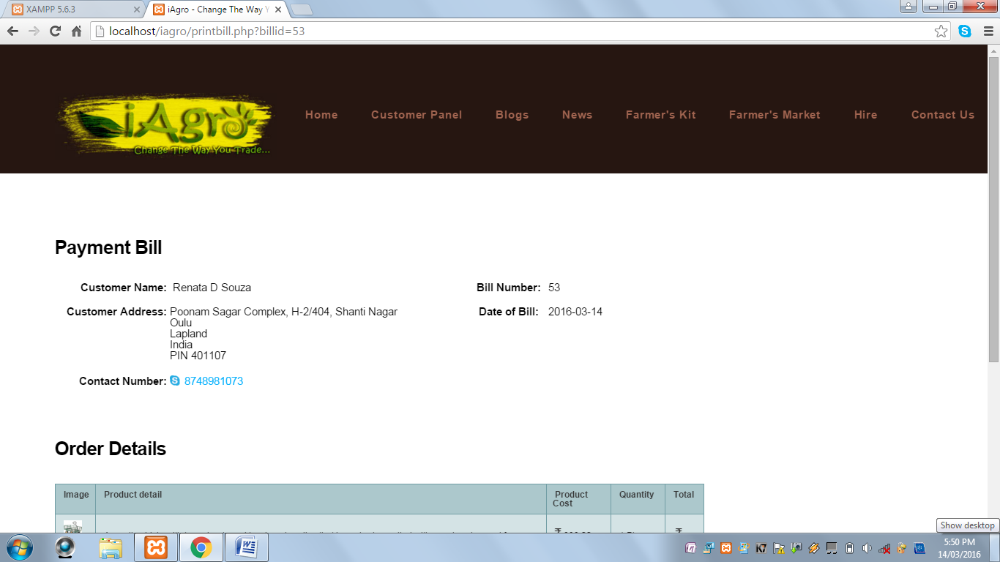 XAMPP 5.6.3
iAgro - Change The Way Y
localhost/iagro/printbill.php?billid=53
iAgro
Change The Way You Trade...
Home Customer Panel Blogs News Farmer's Kit Farmer's Market Hire Contact Us
Payment Bill
Customer Name: Renata D Souza Bill Number: 53
Customer Address: Poonam Sagar Complex, H-2/404, Shanti Nagar Date of Bill: 2016-03-14
Oulu
Lapland
India
PIN 401107
Contact Number: 8748981073
Order Details
Image Product detail Product Quantity Total
Cost
₹ ₹
Show desktop
5:50 PM
14/03/2016